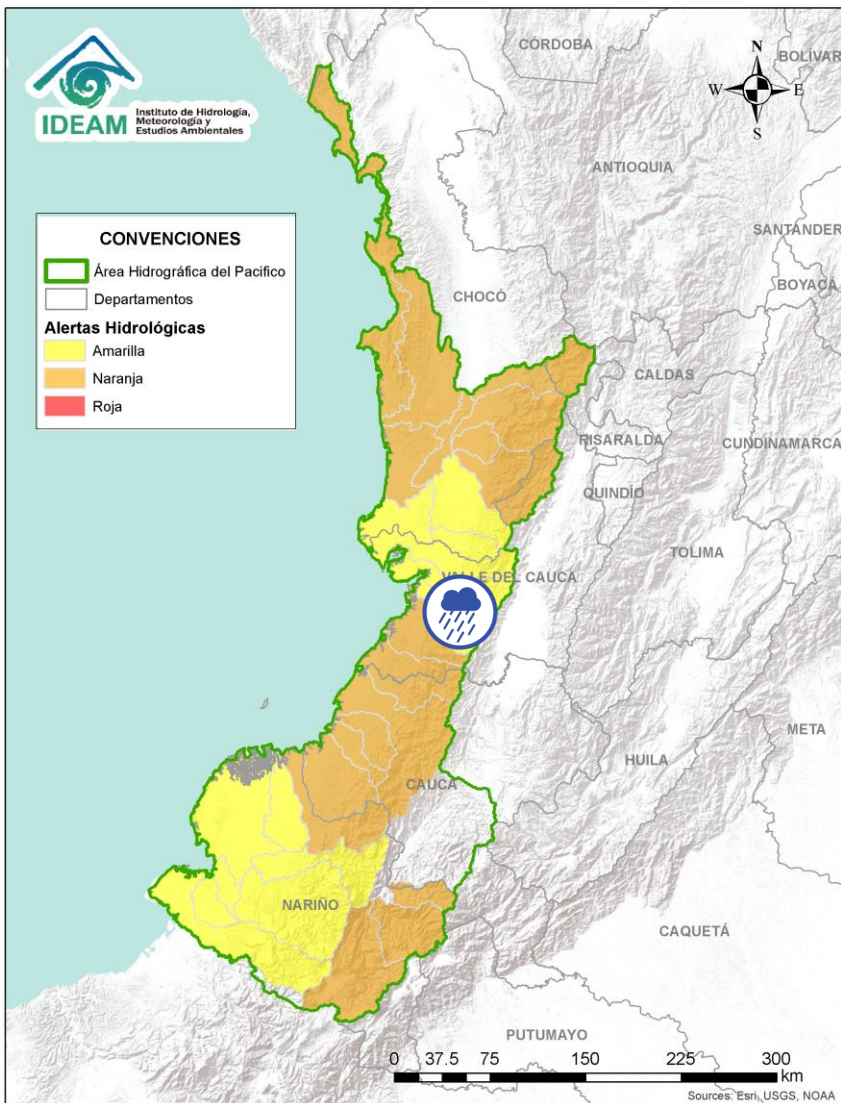 IDEAM
Instituto de Hidrología,
Meteorología y
Estudios Ambientales
N
W
E
S
CÓRDOBA
BOLÍVAR
ANTIOQUIA
SANTANDER
BOYACÁ
CHOCÓ
CALDAS
RISARALDA
CUNDINAMARCA
QUINDÍO
TOLIMA
VALLE DEL CAUCA
META
HUILA
CAUCA
NARIÑO
CAQUETÁ
PUTUMAYO
CONVENCIONES
Área Hidrográfica del Pacifico
Departamentos
Alertas Hidrológicas
Amarilla
Naranja
Roja
0 37.5 75 150 225 300
km
Sources: Esri, USGS, NOAA